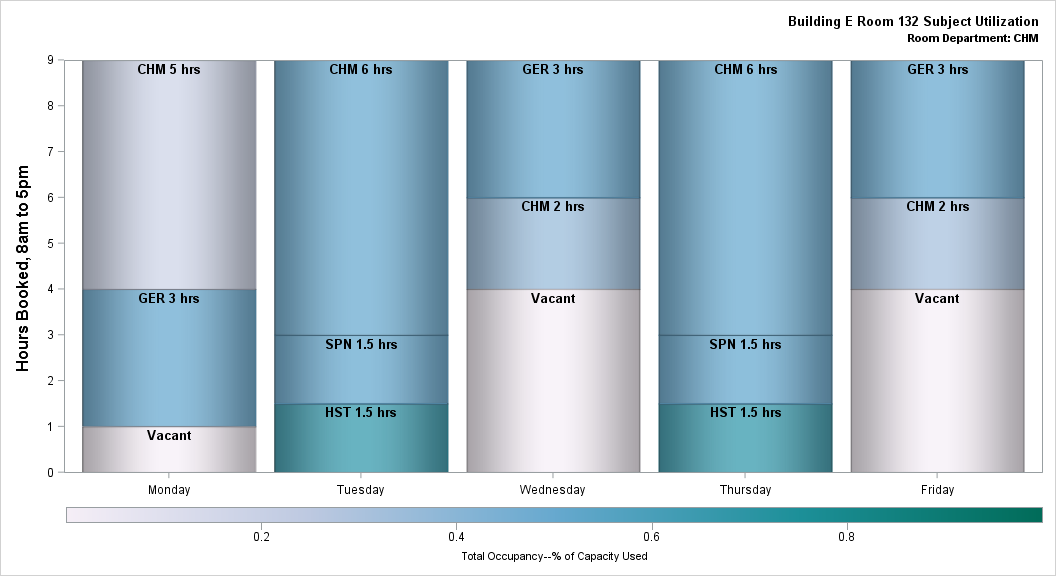 Building E Room 132 Subject Utilization
Room Department: CHM
Hours Booked, 8am to 5pm
9
8
7
6
5
4
3
2
1
0
CHM 5 hrs
GER 3 hrs
Vacant
CHM 6 hrs
SPN 1.5 hrs
HST 1.5 hrs
GER 3 hrs
CHM 2 hrs
Vacant
CHM 6 hrs
SPN 1.5 hrs
HST 1.5 hrs
GER 3 hrs
CHM 2 hrs
Vacant
Monday Tuesday Wednesday Thursday Friday
0.2 0.4 0.6 0.8
Total Occupancy--% of Capacity Used